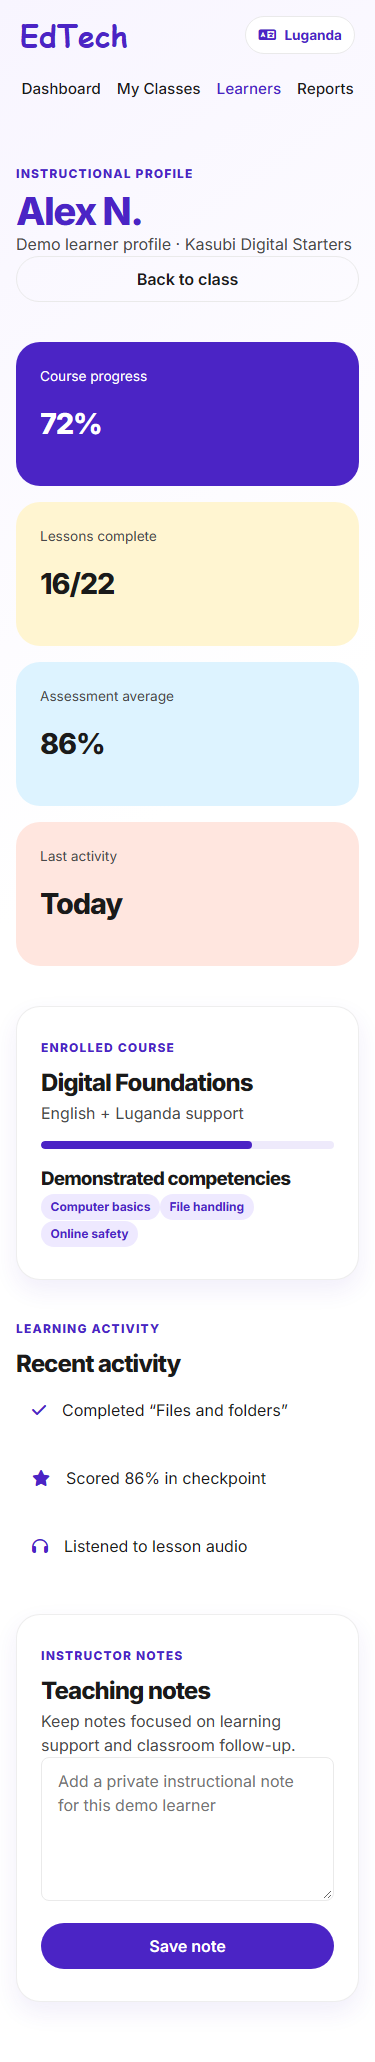 EdTech
Luganda
Dashboard My Classes Learners Reports
INSTRUCTIONAL PROFILE
Alex N.
Demo learner profile · Kasubi Digital Starters
Back to class
Course progress
72%
Lessons complete
16/22
Assessment average
86%
Last activity
Today
ENROLLED COURSE
Digital Foundations
English + Luganda support
Demonstrated competencies
Computer basics File handling
Online safety
LEARNING ACTIVITY
Recent activity
Completed “Files and folders”
Scored 86% in checkpoint
Listened to lesson audio
INSTRUCTOR NOTES
Teaching notes
Keep notes focused on learning
support and classroom follow-up.
Add a private instructional note
for this demo learner
Save note